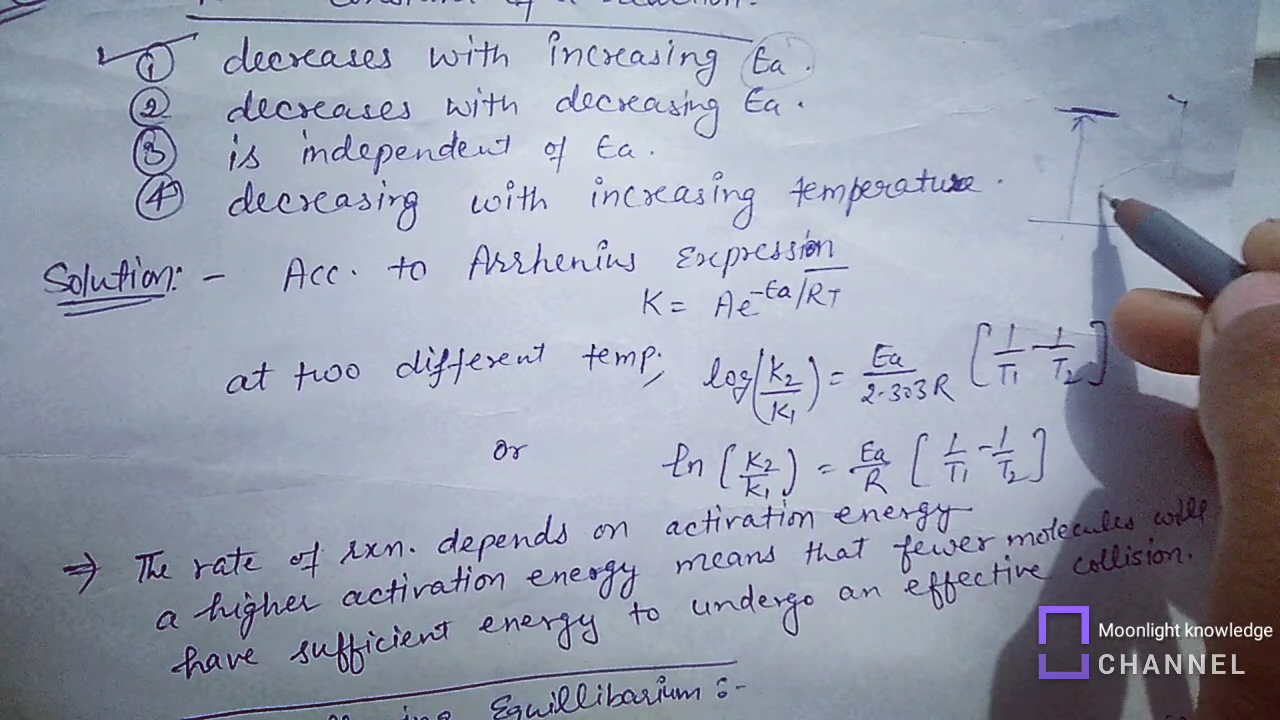 constant of a reaction.
① decreases with increasing Ea.
② decreases with decreasing Ea.
③ is independent of Ea.
④ decreasing with increasing temperature.
Solution:- Acc. to Arrhenius Expression
K = Ae^-Ea/RT
at two different temp; log(K2/K1) = Ea/2.303R [1/T1 - 1/T2]
or ln(K2/K1) = Ea/R [1/T1 - 1/T2]
⇒ The rate of rxn. depends on activation energy
a higher activation energy means that fewer molecules will
have sufficient energy to undergo an effective collision.
Equillibarium:-
Moonlight knowledge
CHANNEL